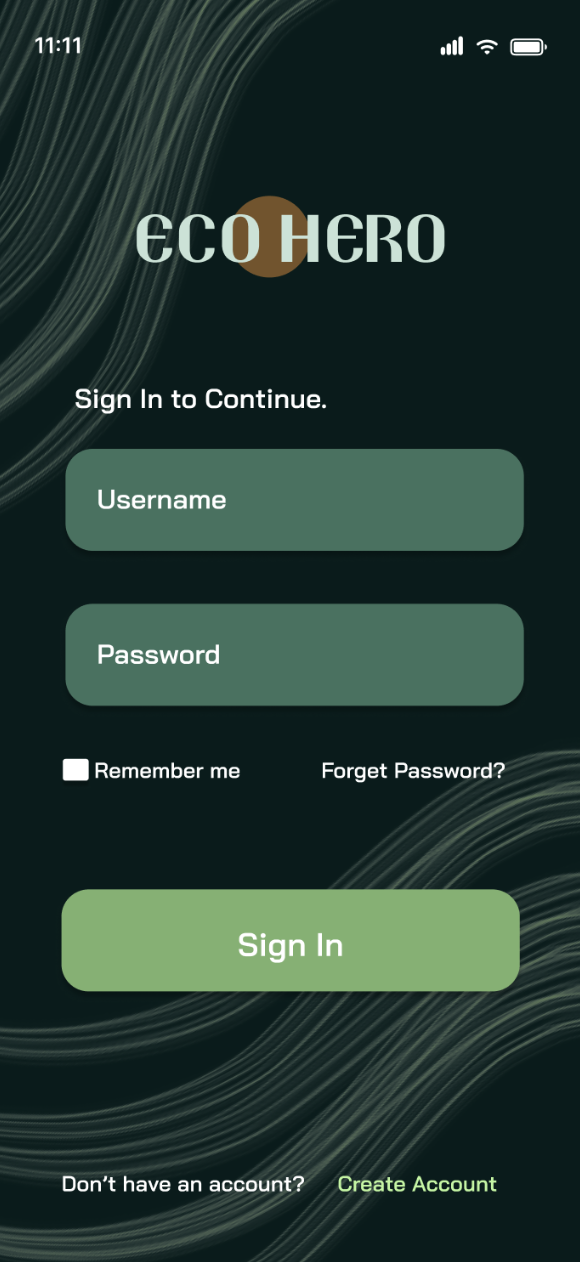 11:11
ECO HERO
Sign In to Continue.
Username
Password
Remember me Forget Password?
Sign In
Don’t have an account? Create Account